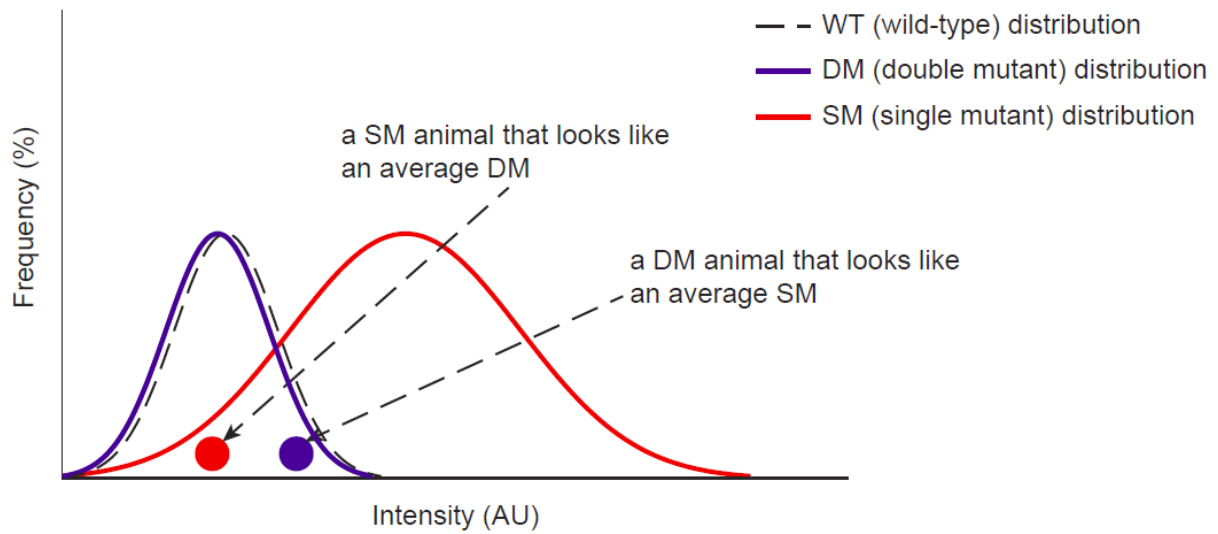 WT (wild-type) distribution
DM (double mutant) distribution
SM (single mutant) distribution
a SM animal that looks like
an average DM
a DM animal that looks like
an average SM
Frequency (%)
Intensity (AU)